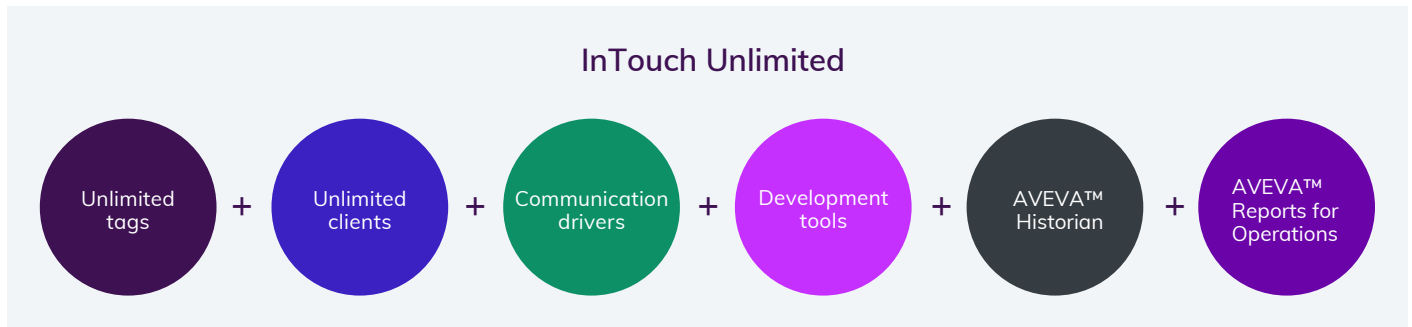 InTouch Unlimited
Unlimited
tags
+
Unlimited
clients
+
Communication
drivers
+
Development
tools
+
AVEVA™
Historian
+
AVEVA™
Reports for
Operations